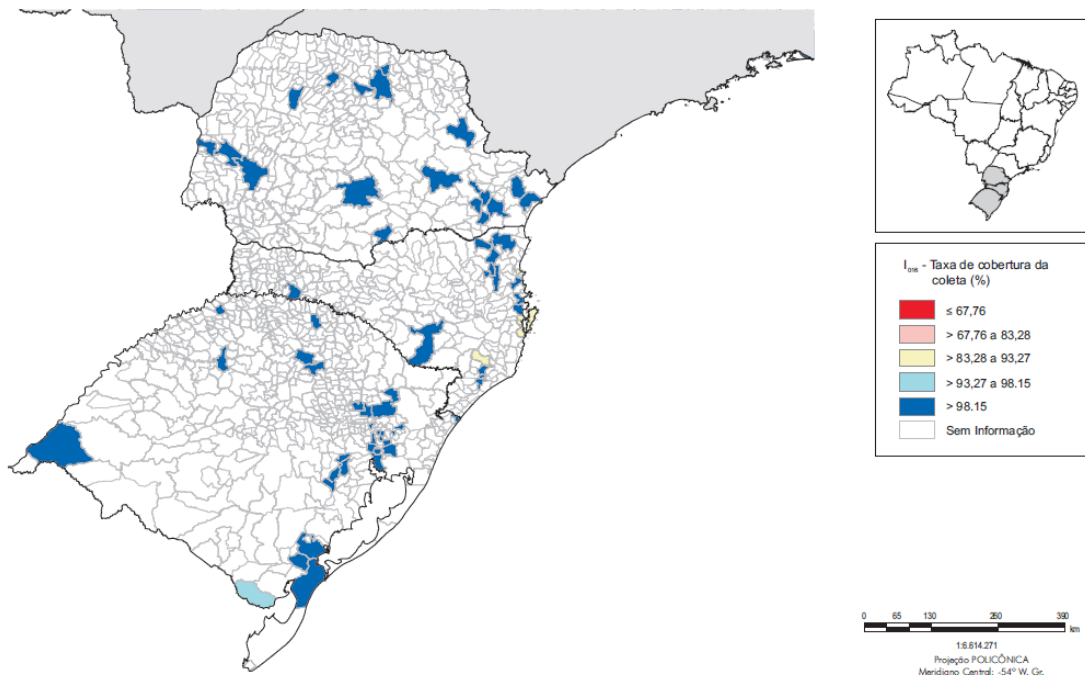 I₀₁₆ - Taxa de cobertura da
coleta (%)
≤ 67,76
> 67,76 a 83,28
> 83,28 a 93,27
> 93,27 a 98.15
> 98.15
Sem Informação
0 65 130 260 390
km
1:6.614.271
Projeção POLICÔNICA
Meridiano Central: -54º W. Gr.